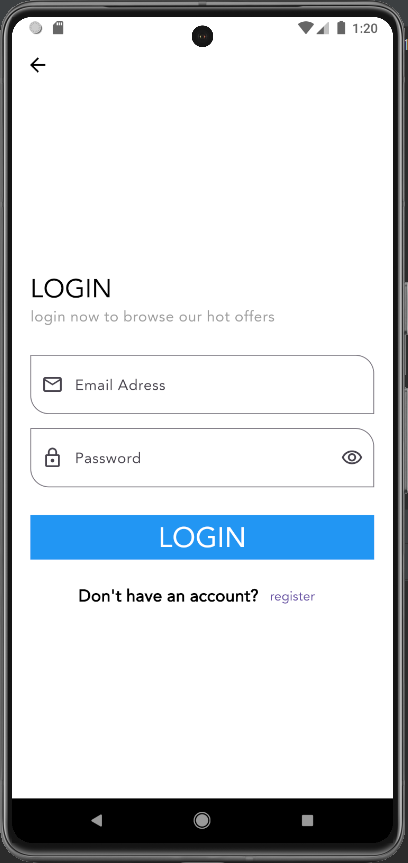 1:20
LOGIN
login now to browse our hot offers
Email Adress
Password
LOGIN
Don't have an account? register